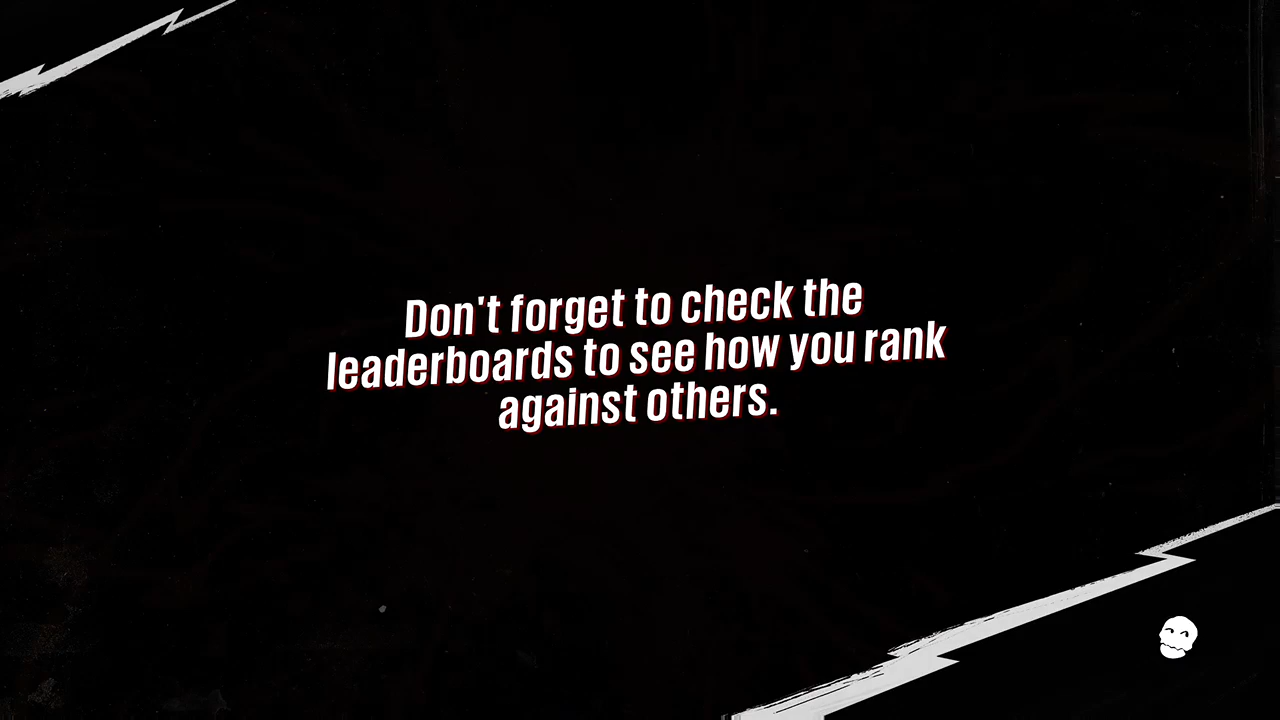 Don't forget to check the
leaderboards to see how you rank
against others.